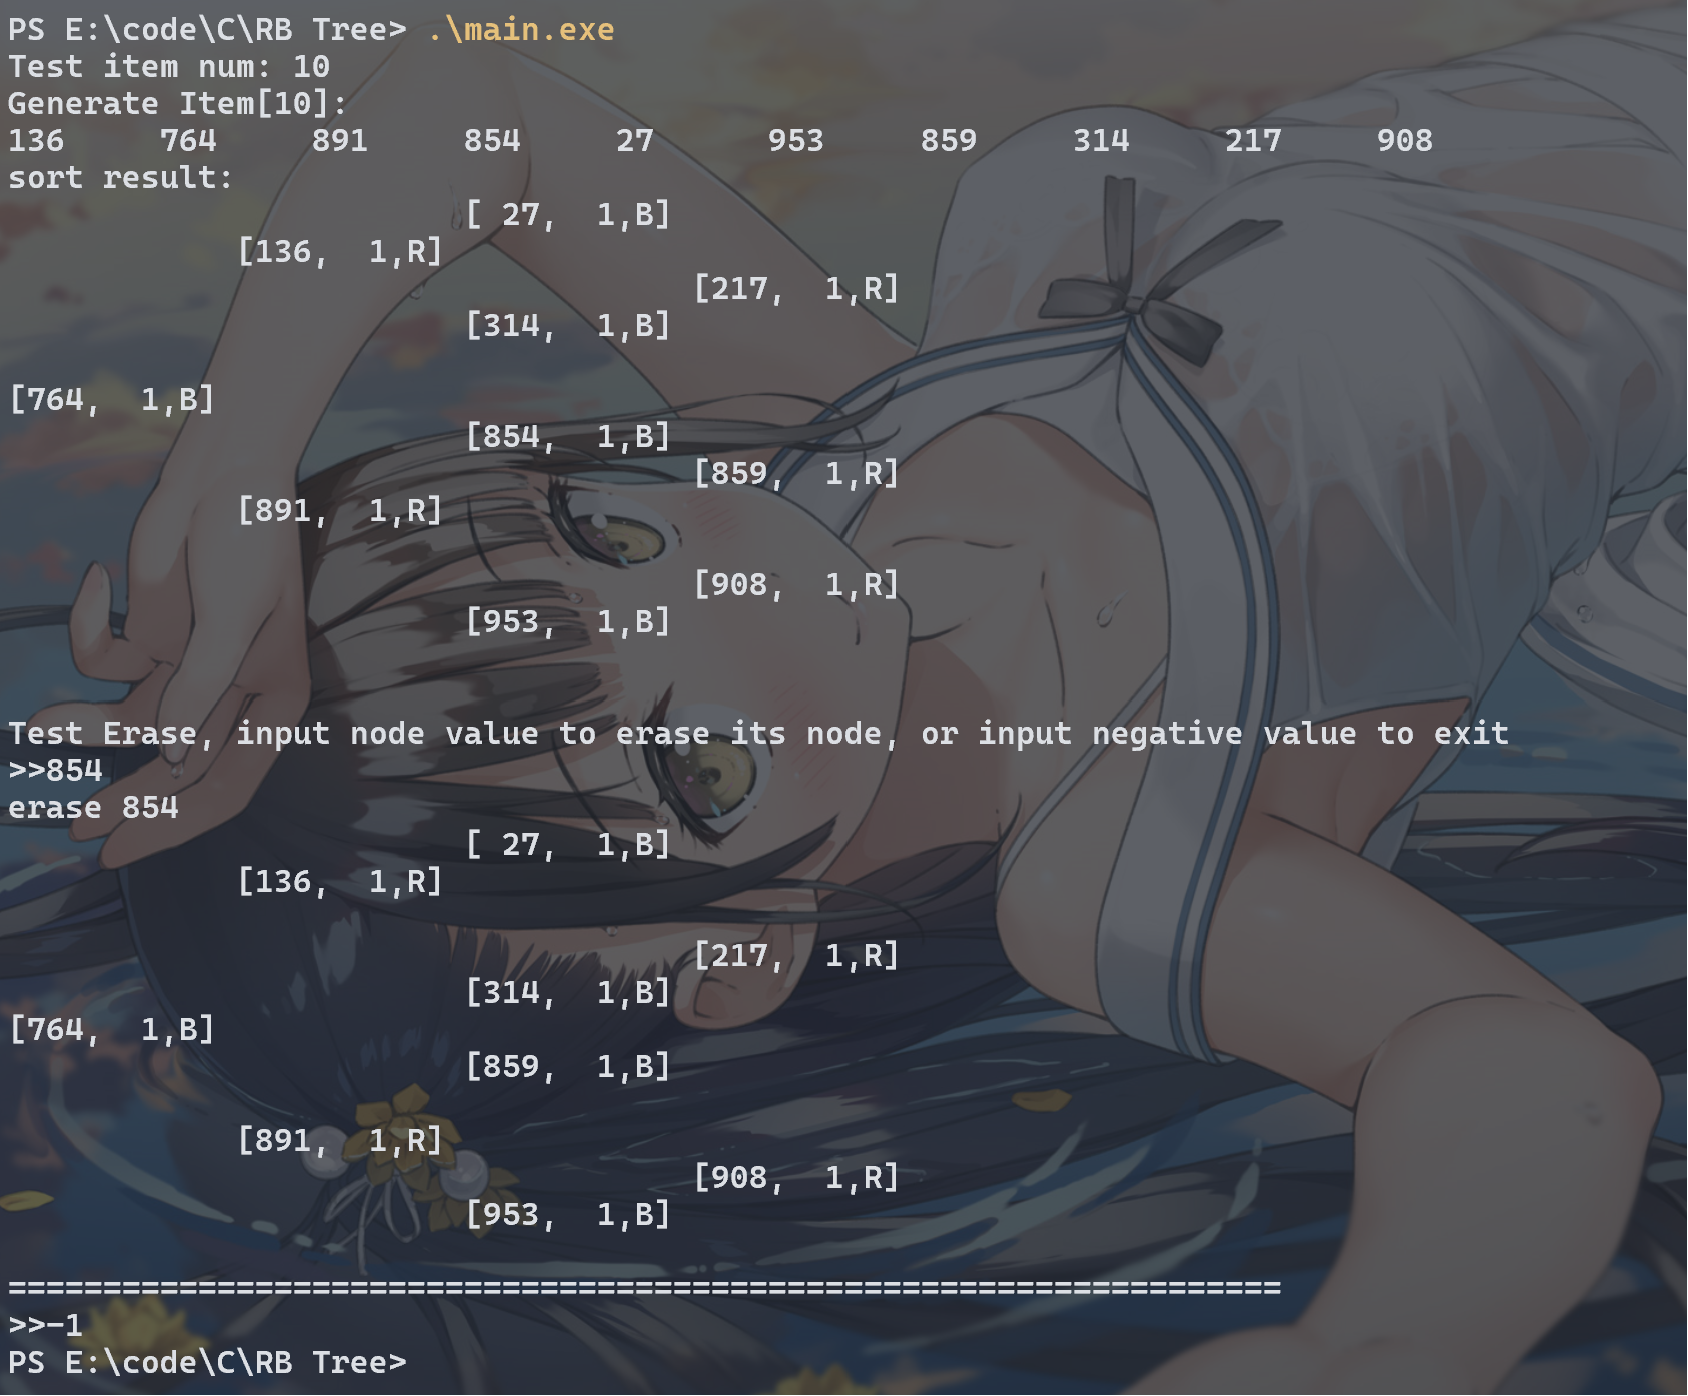 PS E:\code\C\RB Tree> .\main.exe
Test item num: 10
Generate Item[10]:
136     764     891     854     27      953     859     314     217     908
sort result:
                        [ 27,  1,B]
            [136,  1,R]
                                    [217,  1,R]
                        [314,  1,B]
[764,  1,B]
                        [854,  1,B]
                                    [859,  1,R]
            [891,  1,R]
                                    [908,  1,R]
                        [953,  1,B]
Test Erase, input node value to erase its node, or input negative value to exit
>>854
erase 854
                        [ 27,  1,B]
            [136,  1,R]
                                    [217,  1,R]
                        [314,  1,B]
[764,  1,B]
                        [859,  1,B]
            [891,  1,R]
                                    [908,  1,R]
                        [953,  1,B]
===================================================================
>>-1
PS E:\code\C\RB Tree>